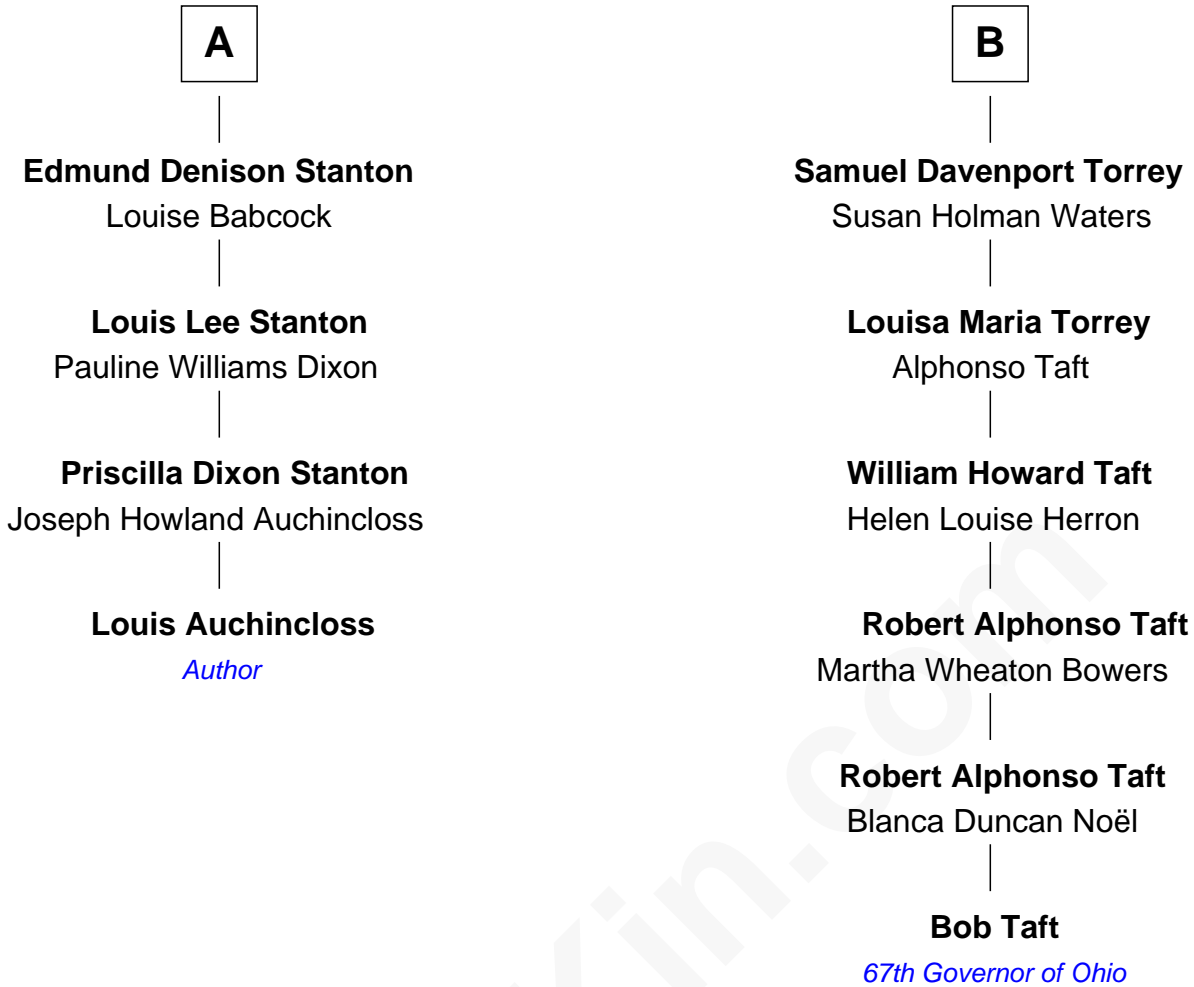 A
Edmund Denison Stanton
Louise Babcock
Louis Lee Stanton
Pauline Williams Dixon
Priscilla Dixon Stanton
Joseph Howland Auchincloss
Louis Auchincloss
Author
B
Samuel Davenport Torrey
Susan Holman Waters
Louisa Maria Torrey
Alphonso Taft
William Howard Taft
Helen Louise Herron
Robert Alphonso Taft
Martha Wheaton Bowers
Robert Alphonso Taft
Blanca Duncan Noël
Bob Taft
67th Governor of Ohio
Kin.com